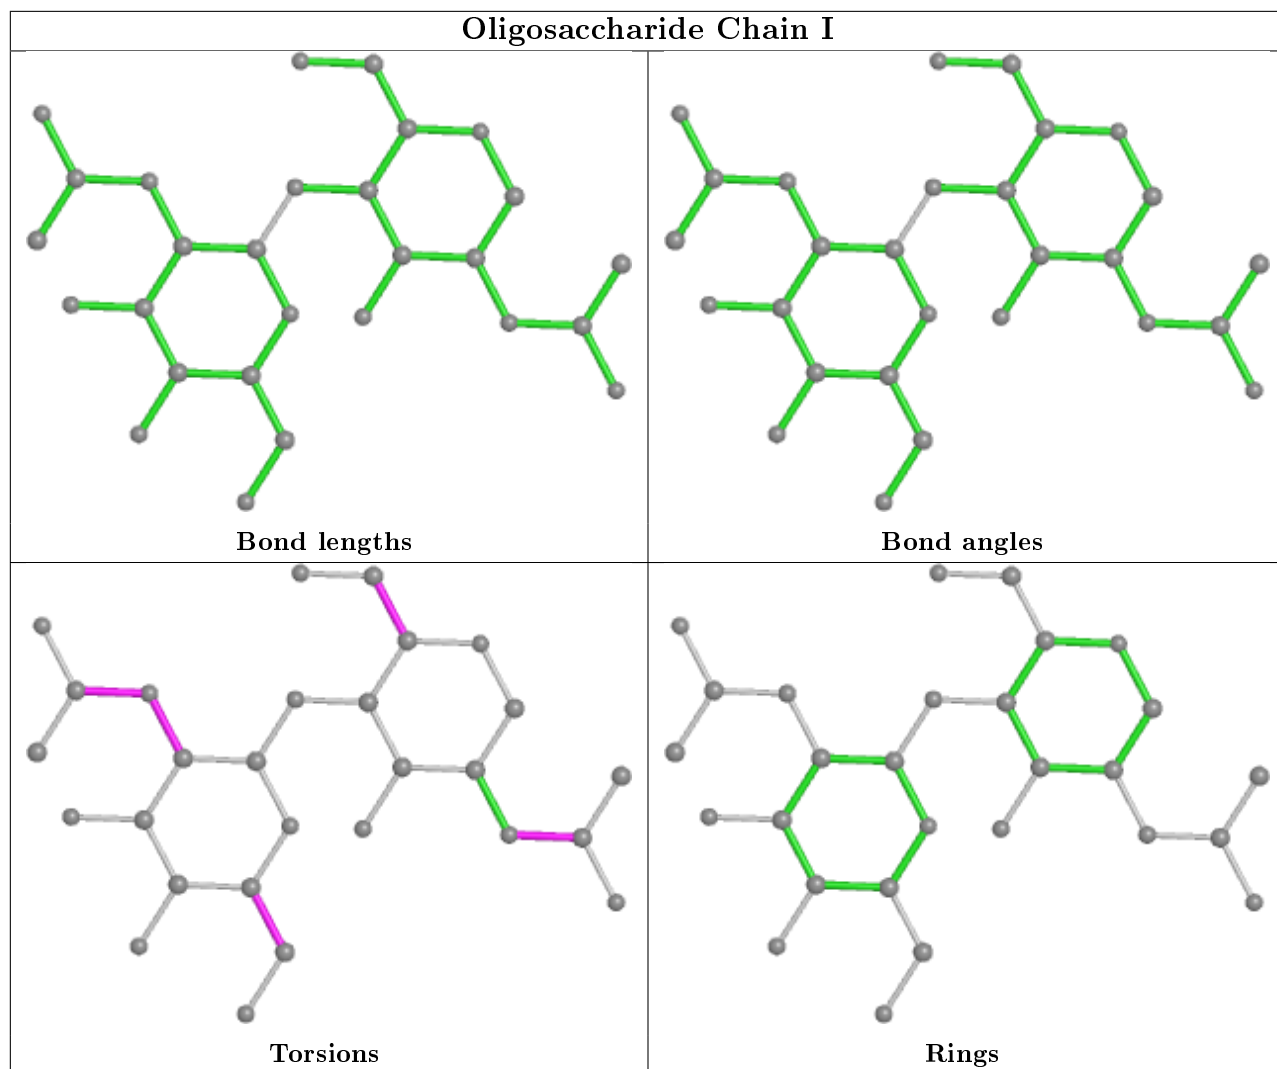 Oligosaccharide Chain I
Bond lengths
Bond angles
Torsions
Rings